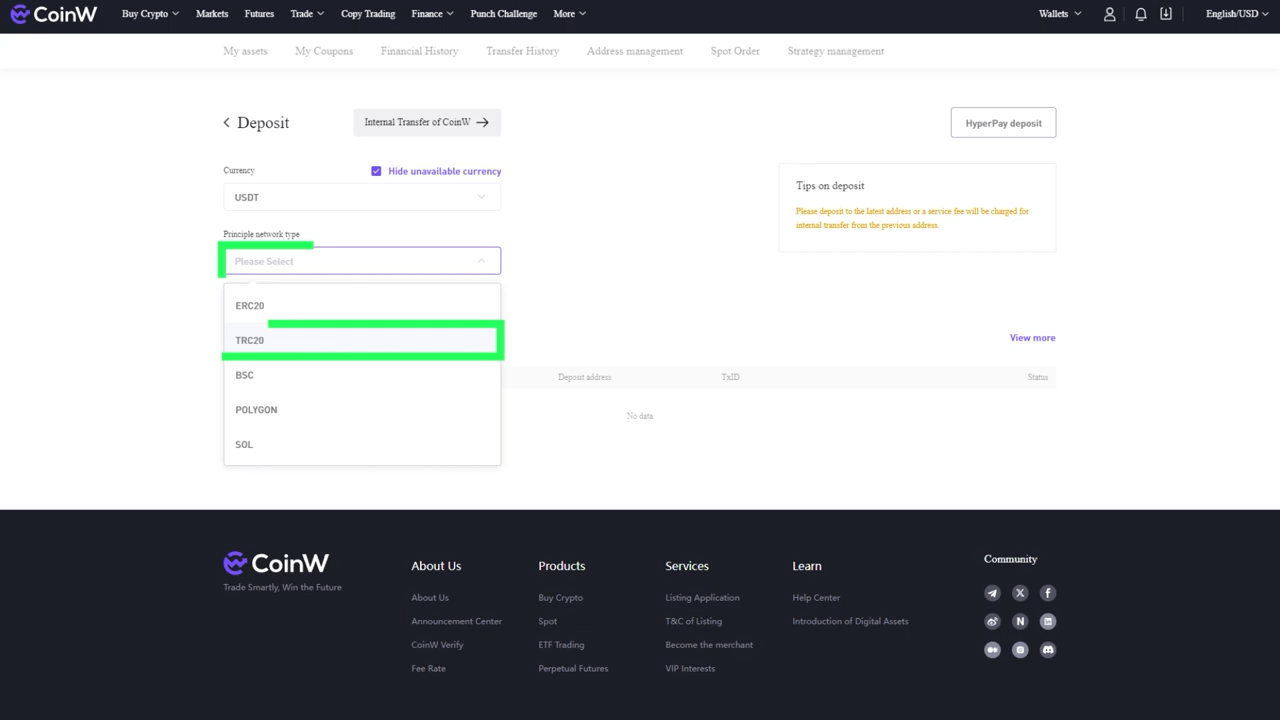 CoinW Buy Crypto Markets Futures Trade Copy Trading Finance Punch Challenge More Wallets English/USD
My assets My Coupons Financial History Transfer History Address management Spot Order Strategy management
Deposit Internal Transfer of CoinW HyperPay deposit
Currency Hide unavailable currency
USDT
Tips on deposit
Please deposit to the latest address or a service fee will be charged for
internal transfer from the previous address.
Principle network type
Please Select
ERC20
TRC20
BSC
POLYGON
SOL
View more
Deposit address TxID Status
No data
CoinW
Trade Smartly, Win the Future
About Us
About Us
Announcement Center
CoinW Verify
Fee Rate
Products
Buy Crypto
Spot
ETF Trading
Perpetual Futures
Services
Listing Application
T&C of Listing
Become the merchant
VIP Interests
Learn
Help Center
Introduction of Digital Assets
Community